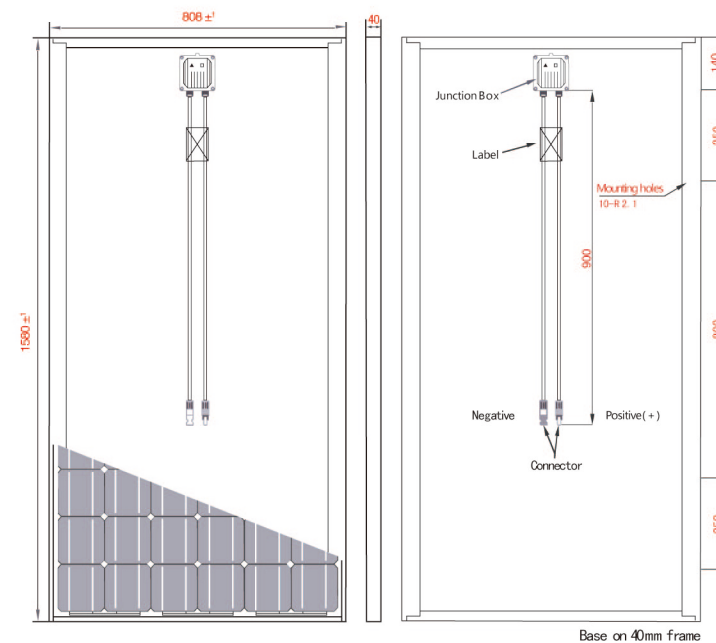 808 ±1
40
1580 ±1
Junction Box
Label
Mounting holes
10-R 2.1
900
Negative
Positive(+)
Connector
140
Base on 40mm frame